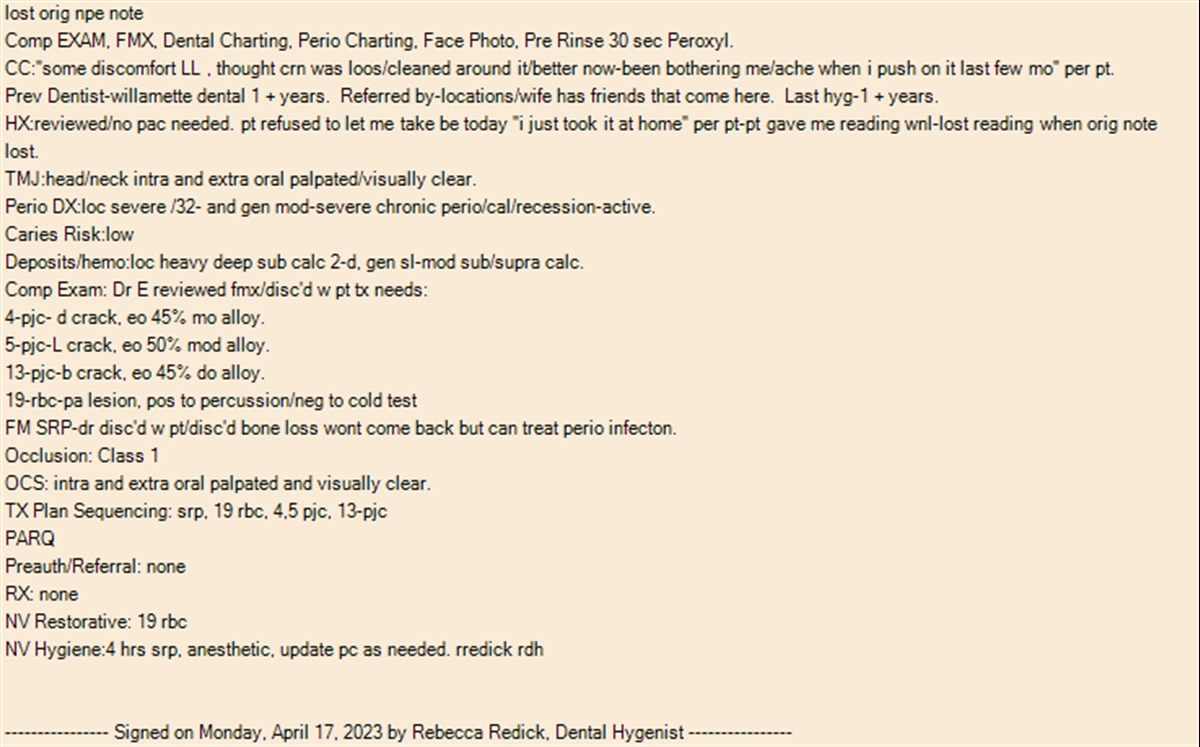 lost orig npe note
Comp EXAM, FMX, Dental Charting, Perio Charting, Face Photo, Pre Rinse 30 sec Peroxyl.
CC:"some discomfort LL , thought crn was loos/cleaned around it/better now-been bothering me/ache when i push on it last few mo" per pt.
Prev Dentist-willamette dental 1 + years.  Referred by-locations/wife has friends that come here.  Last hyg-1 + years.
HX:reviewed/no pac needed. pt refused to let me take be today "i just took it at home" per pt-pt gave me reading wnl-lost reading when orig note
lost.
TMJ:head/neck intra and extra oral palpated/visually clear.
Perio DX:loc severe /32- and gen mod-severe chronic perio/cal/recession-active.
Caries Risk:low
Deposits/hemo:loc heavy deep sub calc 2-d, gen sl-mod sub/supra calc.
Comp Exam: Dr E reviewed fmx/disc'd w pt tx needs:
4-pjc- d crack, eo 45% mo alloy.
5-pjc-L crack, eo 50% mod alloy.
13-pjc-b crack, eo 45% do alloy.
19-rbc-pa lesion, pos to percussion/neg to cold test
FM SRP-dr disc'd w pt/disc'd bone loss wont come back but can treat perio infecton.
Occlusion: Class 1
OCS: intra and extra oral palpated and visually clear.
TX Plan Sequencing: srp, 19 rbc, 4,5 pjc, 13-pjc
PARQ
Preauth/Referral: none
RX: none
NV Restorative: 19 rbc
NV Hygiene:4 hrs srp, anesthetic, update pc as needed. rredick rdh
---------------- Signed on Monday, April 17, 2023 by Rebecca Redick, Dental Hygenist ----------------